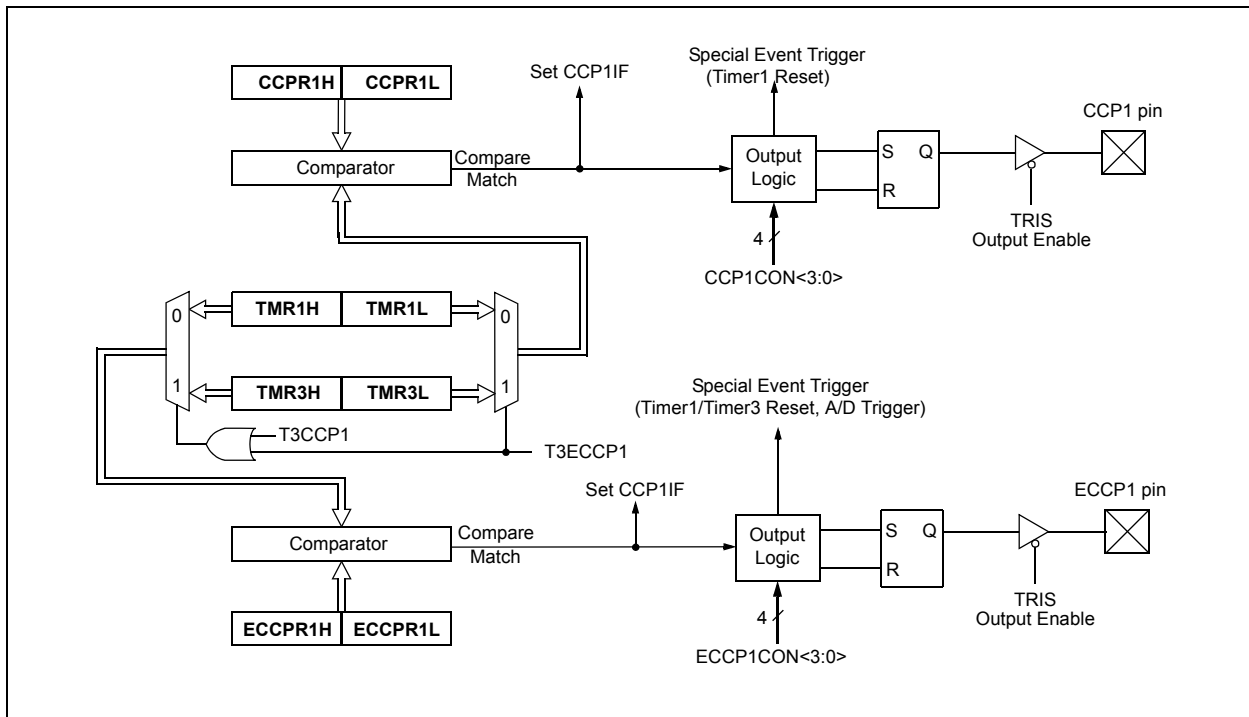 CCPR1H CCPR1L
Set CCP1IF
Special Event Trigger
(Timer1 Reset)
CCP1 pin
Comparator
Compare
Match
Output
Logic
S Q
R
TRIS
Output Enable
4
CCP1CON<3:0>
0
TMR1H TMR1L
0
1
TMR3H TMR3L
1
T3CCP1
T3ECCP1
Special Event Trigger
(Timer1/Timer3 Reset, A/D Trigger)
Set CCP1IF
ECCP1 pin
Comparator
Compare
Match
Output
Logic
S Q
R
TRIS
Output Enable
4
ECCPR1H ECCPR1L
ECCP1CON<3:0>